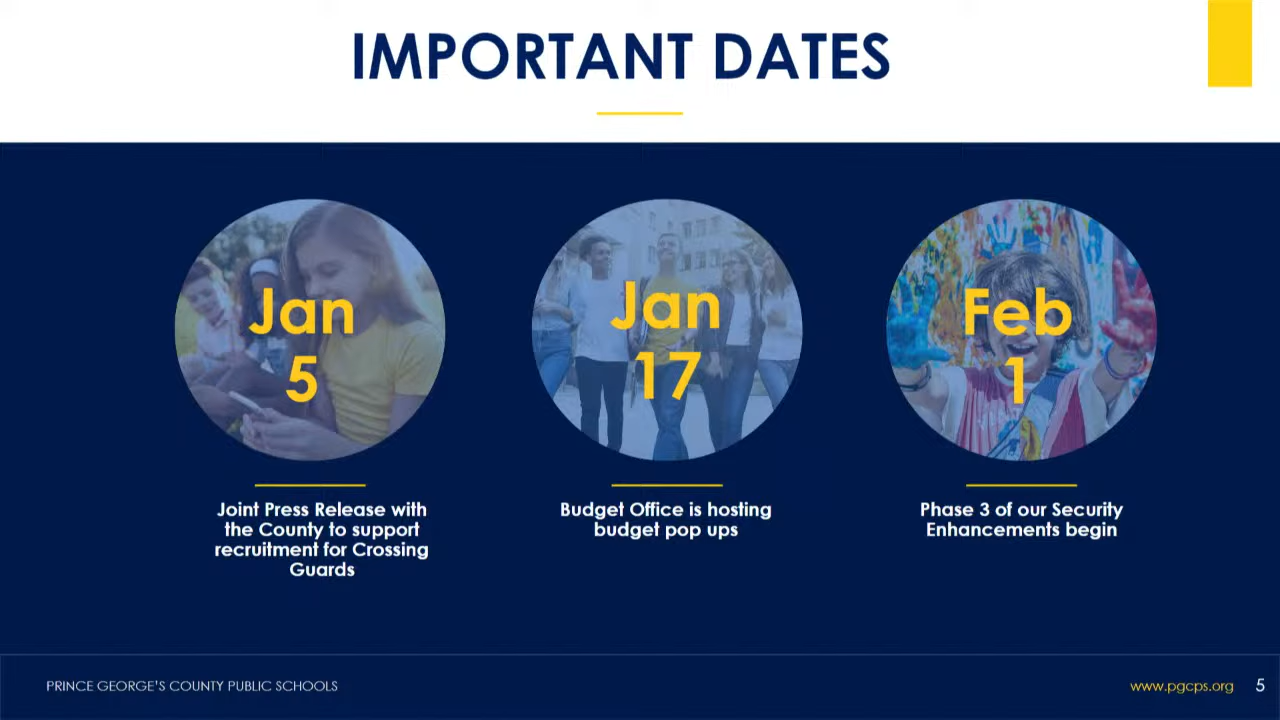 IMPORTANT DATES
Jan
5
Joint Press Release with
the County to support
recruitment for Crossing
Guards
Jan
17
Budget Office is hosting
budget pop ups
Feb
1
Phase 3 of our Security
Enhancements begin
PRINCE GEORGE'S COUNTY PUBLIC SCHOOLS
www.pgcps.org
5